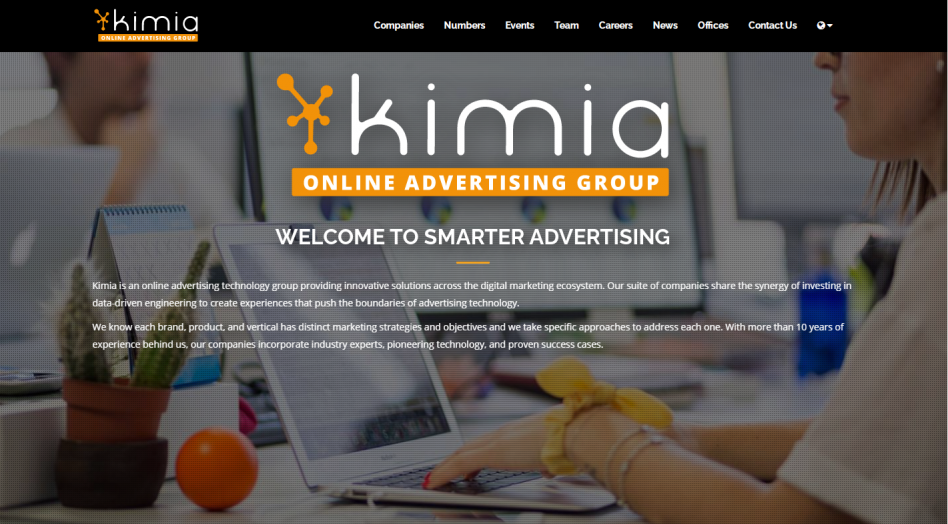 kimia
ONLINE ADVERTISING GROUP
Companies Numbers Events Team Careers News Offices Contact Us
kimia
ONLINE ADVERTISING GROUP
WELCOME TO SMARTER ADVERTISING
Kimia is an online advertising technology group providing innovative solutions across the digital marketing ecosystem. Our suite of companies share the synergy of investing in
data-driven engineering to create experiences that push the boundaries of advertising technology.
We know each brand, product, and vertical has distinct marketing strategies and objectives and we take specific approaches to address each one. With more than 10 years of
experience behind us, our companies incorporate industry experts, pioneering technology, and proven success cases.